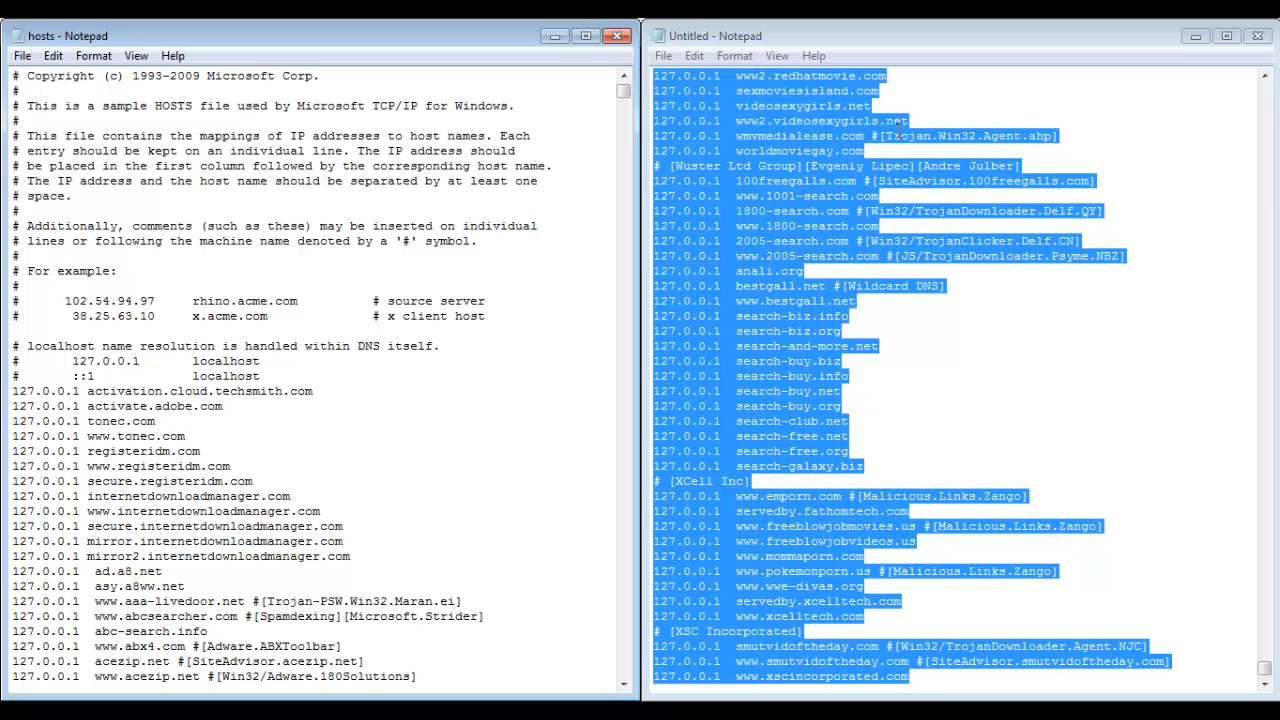 hosts - Notepad
File Edit Format View Help
# Copyright (c) 1993-2009 Microsoft Corp.
#
# This is a sample HOSTS file used by Microsoft TCP/IP for Windows.
#
# This file contains the mappings of IP addresses to host names. Each
# entry should be kept on an individual line. The IP address should
# be placed in the first column followed by the corresponding host name.
# The IP address and the host name should be separated by at least one
# space.
#
# Additionally, comments (such as these) may be inserted on individual
# lines or following the machine name denoted by a '#' symbol.
#
# For example:
#
# 102.54.94.97 rhino.acme.com # source server
# 38.25.63.10 x.acme.com # x client host
# localhost name resolution is handled within DNS itself.
# 127.0.0.1 localhost
# ::1 localhost
127.0.0.1 activation.cloud.techsmith.com
127.0.0.1 activate.adobe.com
127.0.0.1 tonec.com
127.0.0.1 www.tonec.com
127.0.0.1 registeridm.com
127.0.0.1 www.registeridm.com
127.0.0.1 secure.registeridm.com
127.0.0.1 internetdownloadmanager.com
127.0.0.1 www.internetdownloadmanager.com
127.0.0.1 secure.internetdownloadmanager.com
127.0.0.1 mirror.internetdownloadmanager.com
127.0.0.1 mirror2.internetdownloadmanager.com
127.0.0.1 ad.a8.net
127.0.0.1 asy.a8ww.net
127.0.0.1 www.aaa-livedoor.net #[Trojan-PSW.Win32.Maran.ei]
127.0.0.1 www.abcsearcher.com #[Spamdexing][Microsoft.Strider]
127.0.0.1 abc-search.info
127.0.0.1 www.abx4.com #[Adware.ABXToolbar]
127.0.0.1 acezip.net #[SiteAdvisor.acezip.net]
127.0.0.1 www.acezip.net #[Win32/Adware.180Solutions]
Untitled - Notepad
File Edit Format View Help
127.0.0.1 www2.redhatmovie.com
127.0.0.1 sexmoviesisland.com
127.0.0.1 videosexygirls.net
127.0.0.1 www2.videosexygirls.net
127.0.0.1 wmvmedialease.com #[Trojan.Win32.Agent.ahp]
127.0.0.1 worldmoviegay.com
# [Wuster Ltd Group][Evgeniy Lipec][Andre Julber]
127.0.0.1 100freegalls.com #[SiteAdvisor.100freegalls.com]
127.0.0.1 www.1001-search.com
127.0.0.1 1800-search.com #[Win32/TrojanDownloader.Delf.QY]
127.0.0.1 www.1800-search.com
127.0.0.1 2005-search.com #[Win32/TrojanClicker.Delf.CN]
127.0.0.1 www.2005-search.com #[JS/TrojanDownloader.Psyme.NBZ]
127.0.0.1 anali.org
127.0.0.1 bestgall.net #[Wildcard DNS]
127.0.0.1 www.bestgall.net
127.0.0.1 search-biz.info
127.0.0.1 search-biz.org
127.0.0.1 search-and-more.net
127.0.0.1 search-buy.biz
127.0.0.1 search-buy.info
127.0.0.1 search-buy.net
127.0.0.1 search-buy.org
127.0.0.1 search-club.net
127.0.0.1 search-free.net
127.0.0.1 search-free.org
127.0.0.1 search-galaxy.biz
# [XCell Inc]
127.0.0.1 www.emporn.com #[Malicious.Links.Zango]
127.0.0.1 servedby.fathomtech.com
127.0.0.1 www.freeblowjobmovies.us #[Malicious.Links.Zango]
127.0.0.1 www.freeblowjobvideos.us
127.0.0.1 www.mommaporn.com
127.0.0.1 www.pokemonporn.us #[Malicious.Links.Zango]
127.0.0.1 www.wwe-divas.org
127.0.0.1 servedby.xcelltech.com
127.0.0.1 www.xcelltech.com
# [XSC Incorporated]
127.0.0.1 smutvidoftheday.com #[Win32/TrojanDownloader.Agent.NJC]
127.0.0.1 www.smutvidoftheday.com #[SiteAdvisor.smutvidoftheday.com]
127.0.0.1 www.xscincorporated.com